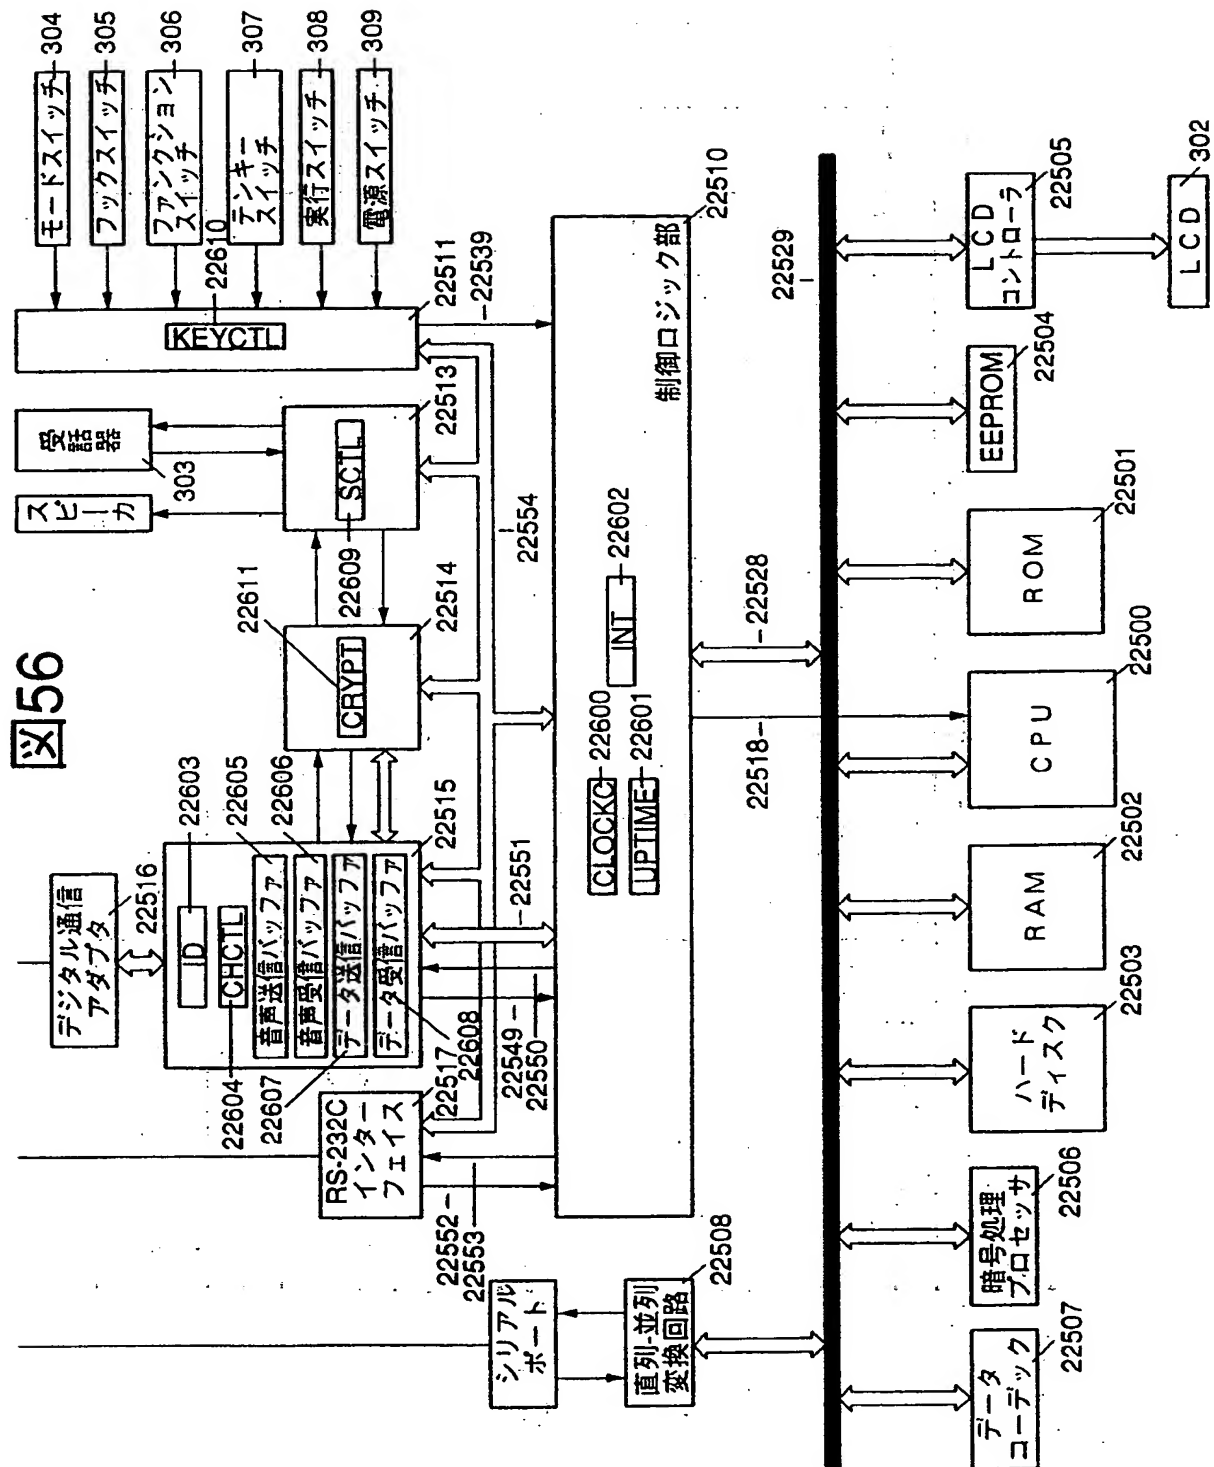 図56
モードスイッチ
304
フックスイッチ
305
ファンクション
スイッチ
306
テンキー
スイッチ
307
実行スイッチ
308
電源スイッチ
309
22610
KEYCTL
22511
22539
受話器
303
スピーカ
SCTL
22513
22609
22554
22611
CRYPT
22514
デジタル通信
アダプタ
22516
ID
22603
CHCTL
22604
音声送信バッファ
22605
音声受信バッファ
22606
データ送信バッファ
22607
データ受信バッファ
22608
22515
22551
22549
22550
RS-232C
インター
フェイス
22517
22552
22553
シリアル
ポート
直列-並列
変換回路
22508
制御ロジック部
22510
CLOCKC
22600
UPTIME
22601
INT
22602
22518
22528
22529
データ
コーデック
22507
暗号処理
プロセッサ
22506
ハード
ディスク
22503
RAM
22502
CPU
22500
ROM
22501
EEPROM
22504
LCD
コントローラ
22505
LCD
302